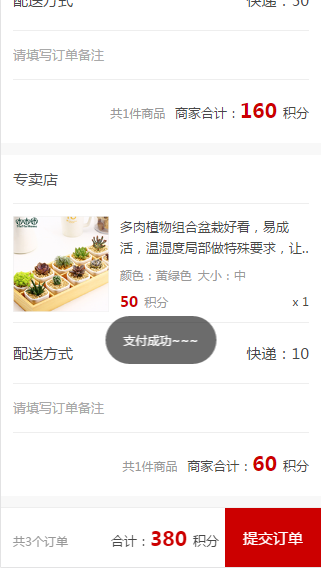 配送方式 快递：50
请填写订单备注
共1件商品 商家合计：160 积分
专卖店
多肉植物组合盆栽好看，易成
活，温湿度局部做特殊要求，让..
颜色：黄绿色 大小：中
50 积分 x 1
支付成功~~~
配送方式 快递：10
请填写订单备注
共1件商品 商家合计：60 积分
共3个订单 合计：380 积分 提交订单